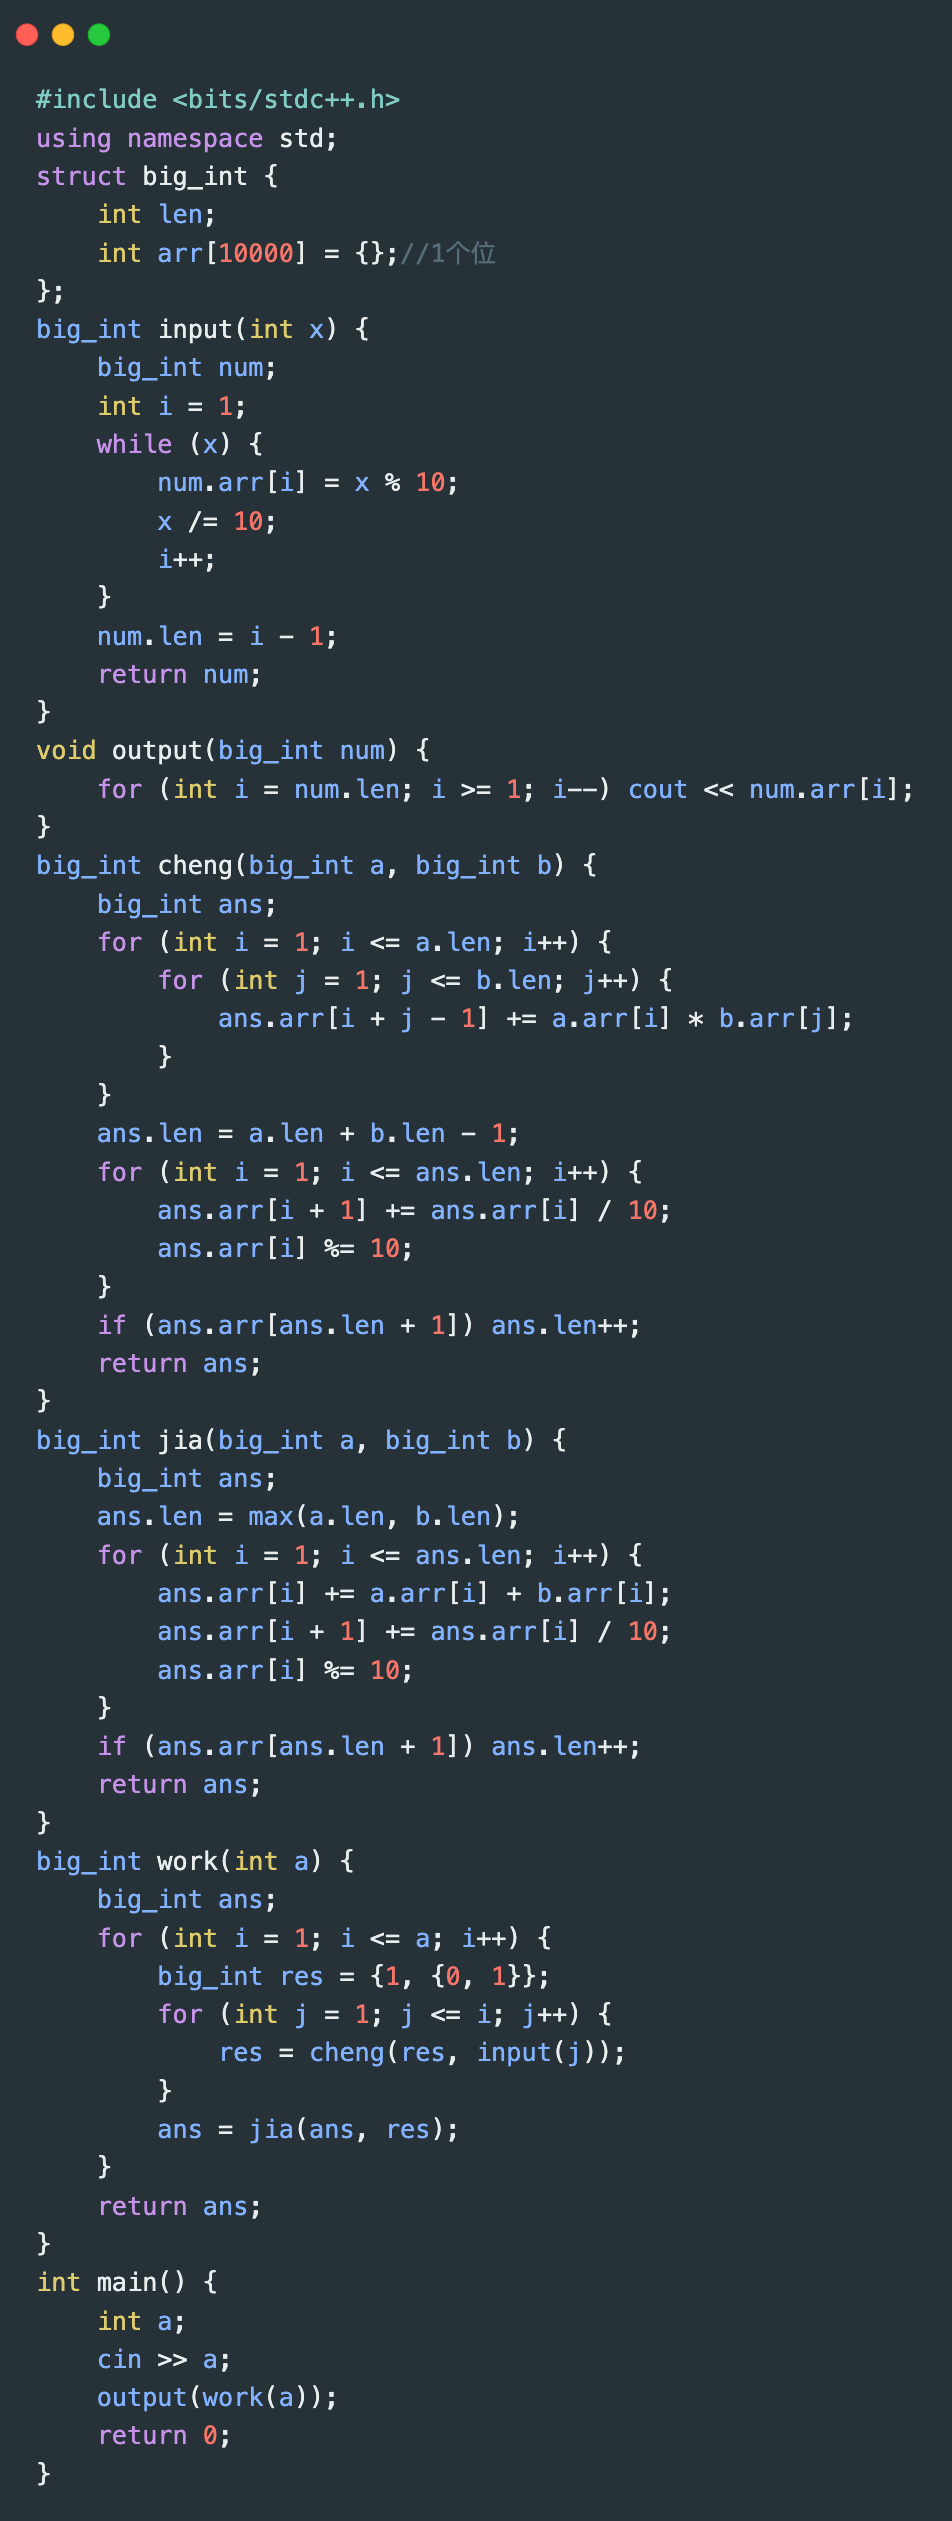 #include <bits/stdc++.h>
using namespace std;
struct big_int {
    int len;
    int arr[10000] = {};//1个位
};
big_int input(int x) {
    big_int num;
    int i = 1;
    while (x) {
        num.arr[i] = x % 10;
        x /= 10;
        i++;
    }
    num.len = i - 1;
    return num;
}
void output(big_int num) {
    for (int i = num.len; i >= 1; i--) cout << num.arr[i];
}
big_int cheng(big_int a, big_int b) {
    big_int ans;
    for (int i = 1; i <= a.len; i++) {
        for (int j = 1; j <= b.len; j++) {
            ans.arr[i + j - 1] += a.arr[i] * b.arr[j];
        }
    }
    ans.len = a.len + b.len - 1;
    for (int i = 1; i <= ans.len; i++) {
        ans.arr[i + 1] += ans.arr[i] / 10;
        ans.arr[i] %= 10;
    }
    if (ans.arr[ans.len + 1]) ans.len++;
    return ans;
}
big_int jia(big_int a, big_int b) {
    big_int ans;
    ans.len = max(a.len, b.len);
    for (int i = 1; i <= ans.len; i++) {
        ans.arr[i] += a.arr[i] + b.arr[i];
        ans.arr[i + 1] += ans.arr[i] / 10;
        ans.arr[i] %= 10;
    }
    if (ans.arr[ans.len + 1]) ans.len++;
    return ans;
}
big_int work(int a) {
    big_int ans;
    for (int i = 1; i <= a; i++) {
        big_int res = {1, {0, 1}};
        for (int j = 1; j <= i; j++) {
            res = cheng(res, input(j));
        }
        ans = jia(ans, res);
    }
    return ans;
}
int main() {
    int a;
    cin >> a;
    output(work(a));
    return 0;
}